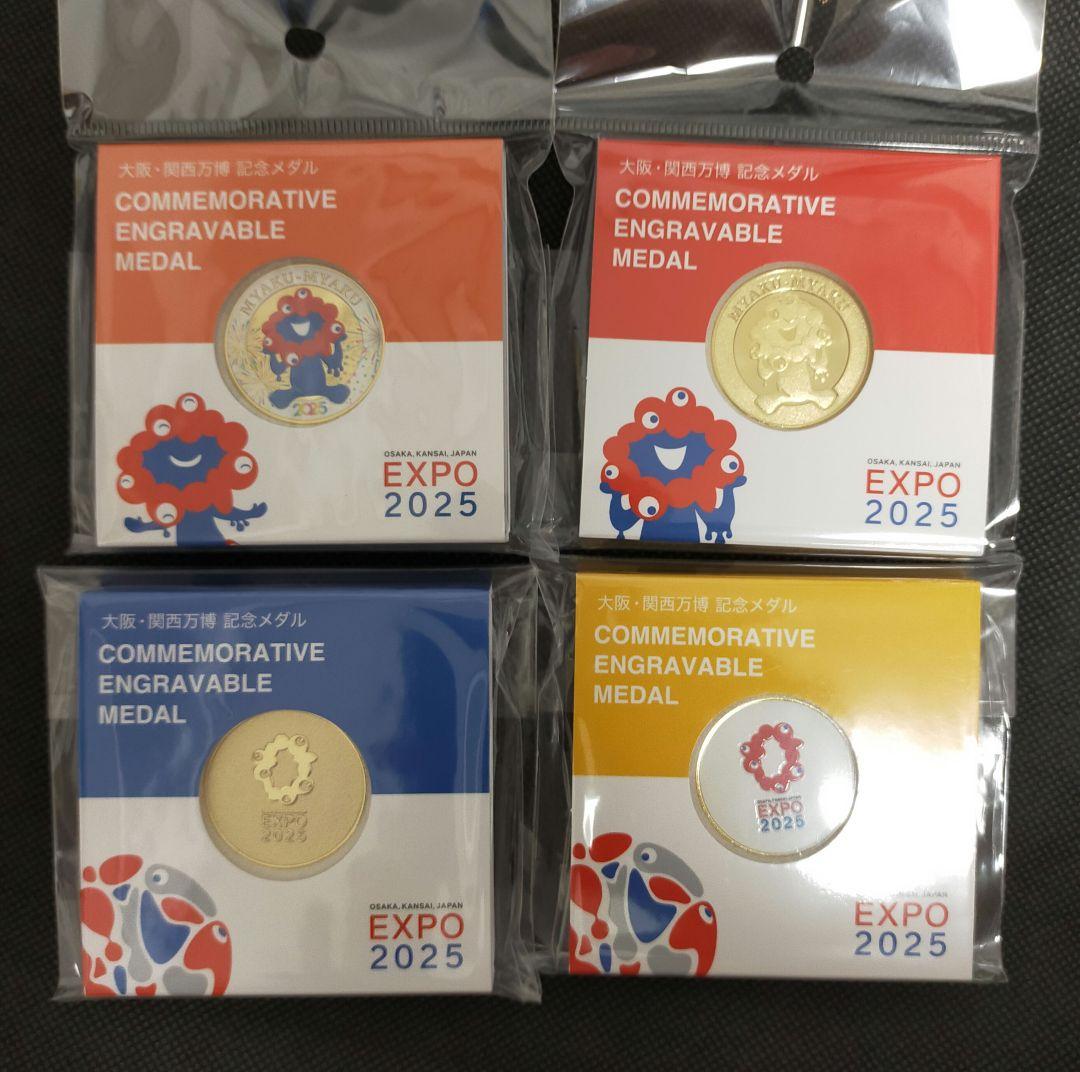 大阪・関西万博 記念メダル
COMMEMORATIVE
ENGRAVABLE
MEDAL
MYAKU-MYAKU
2025
OSAKA, KANSAI, JAPAN
EXPO
2025
大阪・関西万博 記念メダル
COMMEMORATIVE
ENGRAVABLE
MEDAL
MYAKU-MYAKU
OSAKA, KANSAI, JAPAN
EXPO
2025
大阪・関西万博 記念メダル
COMMEMORATIVE
ENGRAVABLE
MEDAL
EXPO
2025
OSAKA, KANSAI, JAPAN
EXPO
2025
大阪・関西万博 記念メダル
COMMEMORATIVE
ENGRAVABLE
MEDAL
EXPO
2025
JAPAN
EXPO
2025